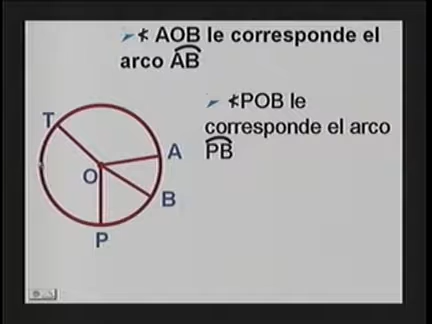 ∢ AOB le corresponde el
arco AB
∢POB le
corresponde el arco
PB
T
A
O
B
P